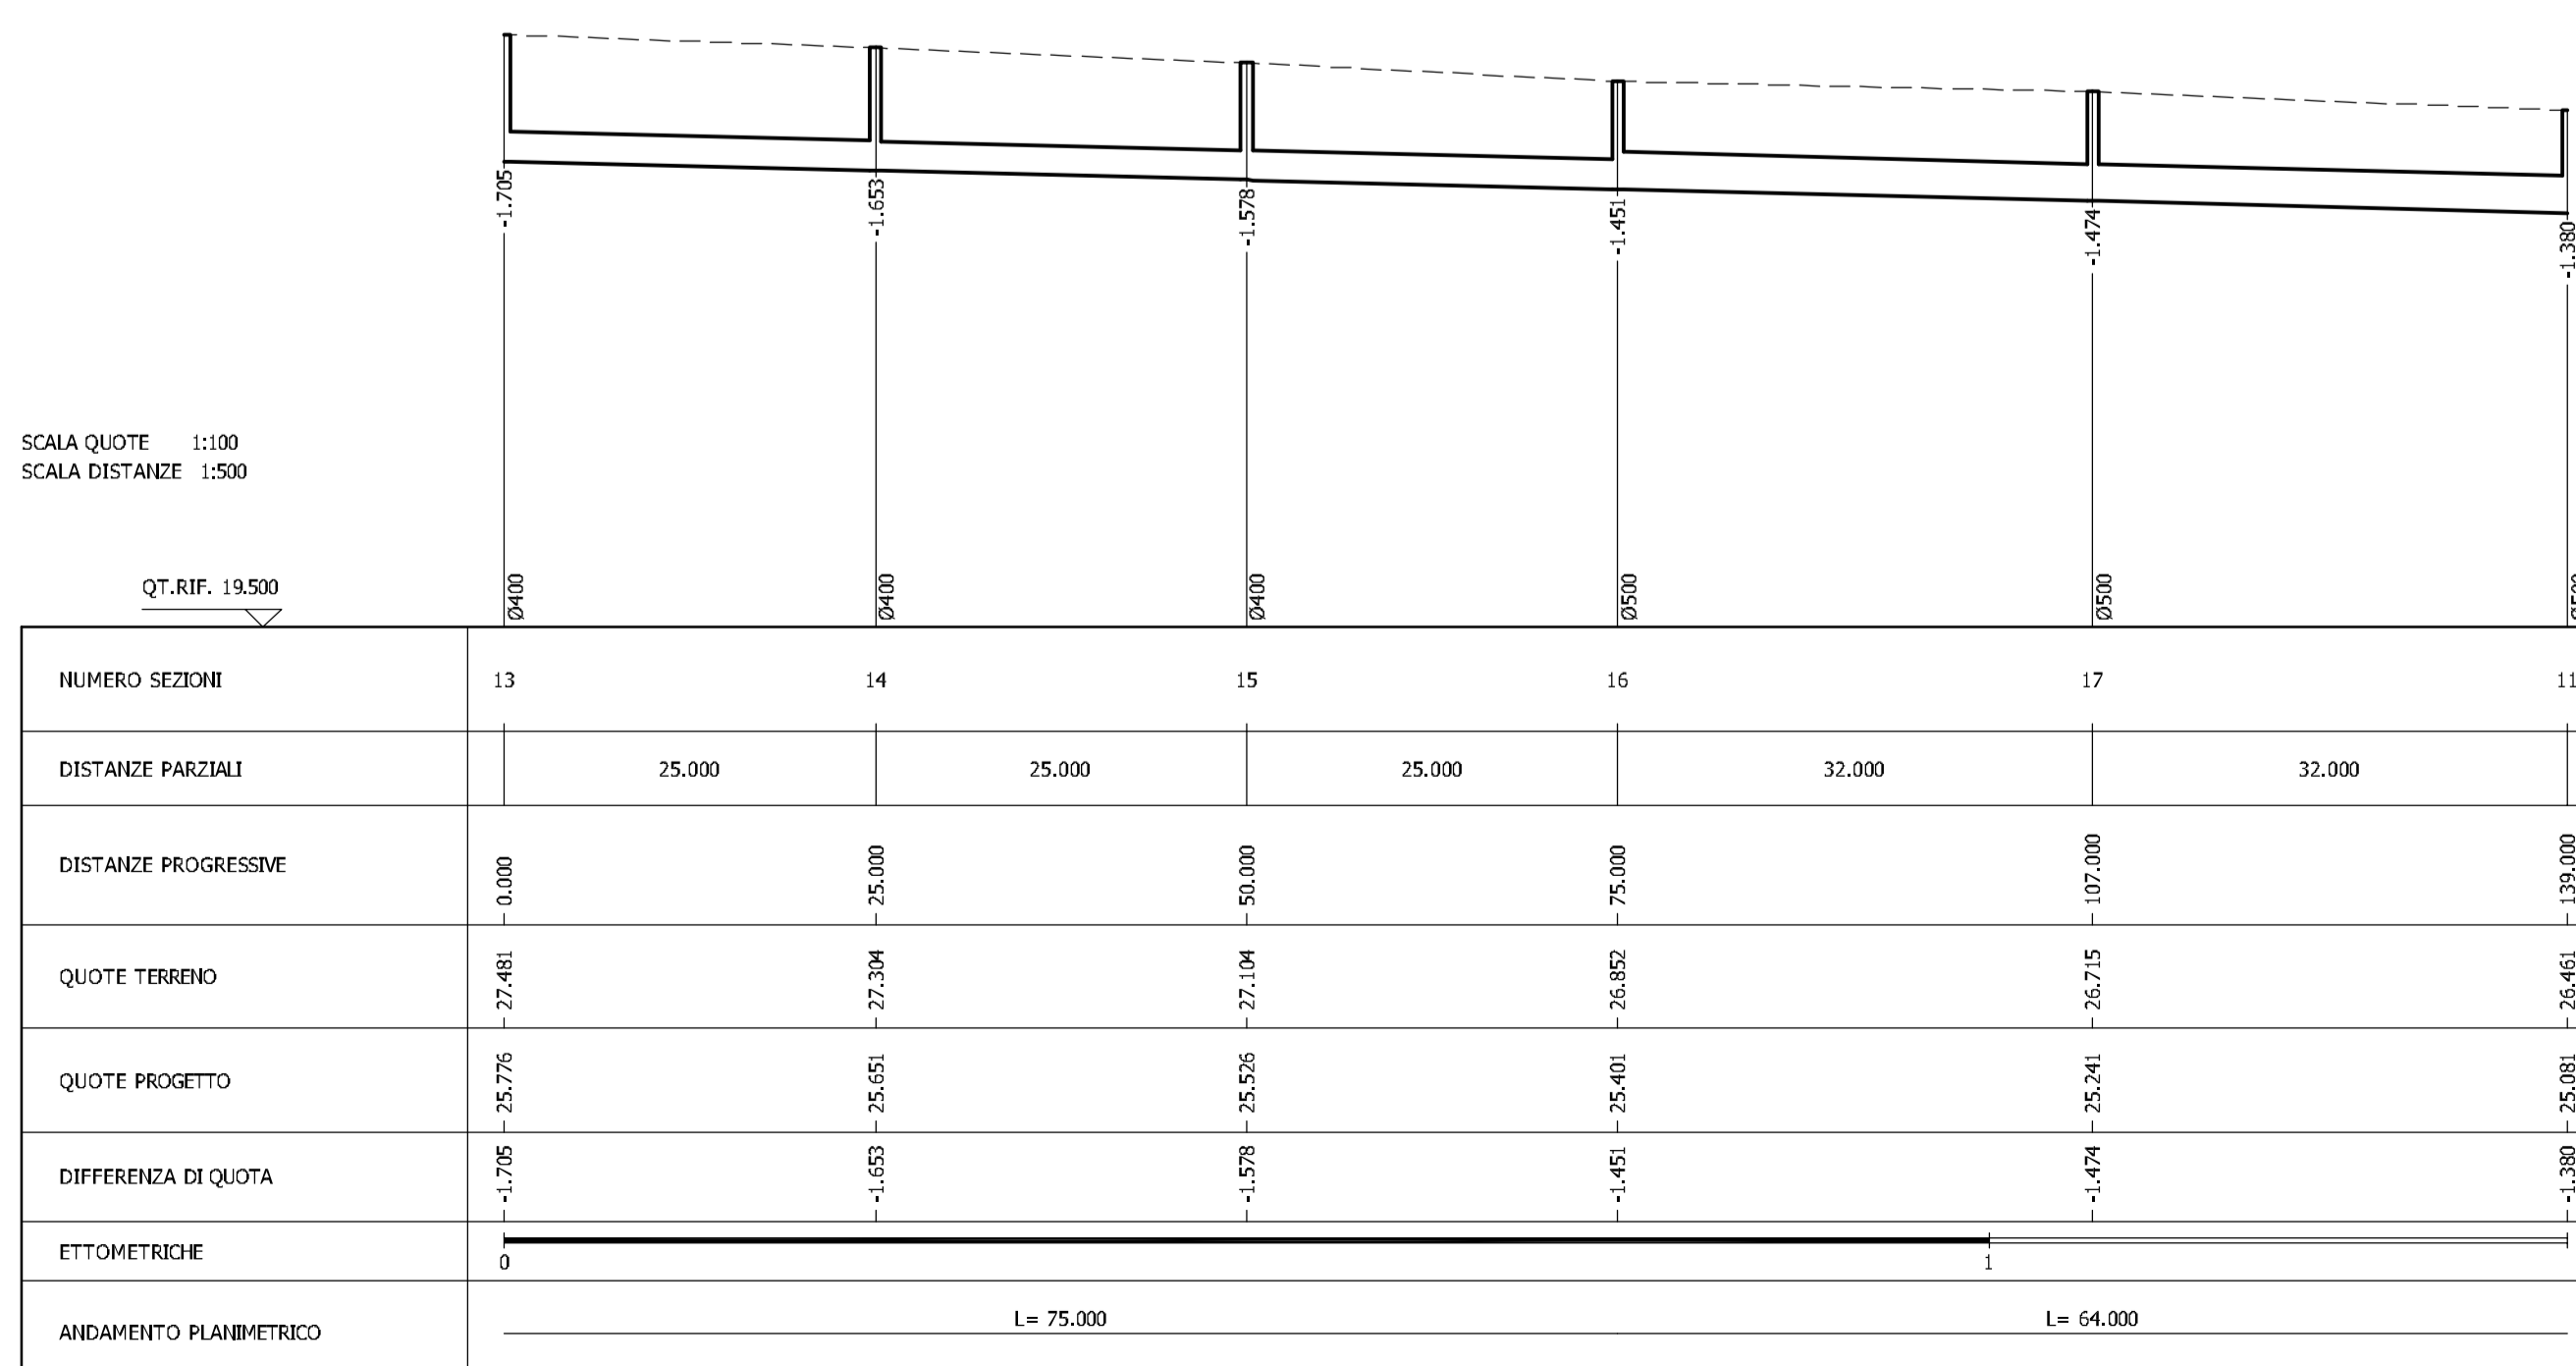 -1.705 -1.653 -1.578 -1.451 -1.474 -1.380
SCALA QUOTE 1:100
SCALA DISTANZE 1:500
QT.RIF. 19.500
Ø400 Ø400 Ø400 Ø500 Ø500
NUMERO SEZIONI 13 14 15 16 17 11
DISTANZE PARZIALI 25.000 25.000 25.000 32.000 32.000
DISTANZE PROGRESSIVE 0.000 25.000 50.000 75.000 107.000 139.000
QUOTE TERRENO 27.481 27.304 27.104 26.852 26.715 26.461
QUOTE PROGETTO 25.776 25.651 25.526 25.401 25.241 25.081
DIFFERENZA DI QUOTA -1.705 -1.653 -1.578 -1.451 -1.474 -1.380
ETTOMETRICHE 0 1
ANDAMENTO PLANIMETRICO L= 75.000 L= 64.000